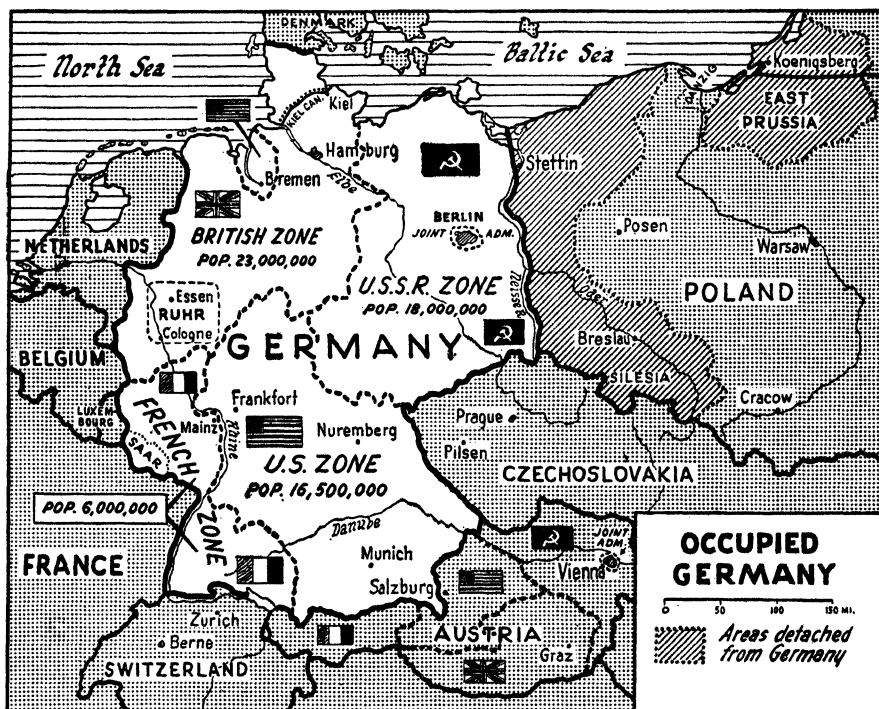 DENMARK
North Sea
Baltic Sea
Koenigsberg
DANZIG
EAST
PRUSSIA
KIEL CAN.
Kiel
Hamburg
Stettin
Bremen
Elbe
BERLIN
JOINT ADM.
Posen
Warsaw
NETHERLANDS
BRITISH ZONE
POP. 23,000,000
U.S.S.R. ZONE
POP. 18,000,000
POLAND
Essen
RUHR
Cologne
Oder
Breslau
GERMANY
BELGIUM
SILESIA
Cracow
LUXEM-
BOURG
FRENCH
ZONE
Frankfort
Mainz
Rhine
SAAR
Nuremberg
Prague
Pilsen
U.S. ZONE
POP. 16,500,000
CZECHOSLOVAKIA
POP. 6,000,000
Danube
JOINT
ADM.
FRANCE
Munich
Vienna
Salzburg
Zurich
Berne
AUSTRIA
Graz
SWITZERLAND
OCCUPIED
GERMANY
0 50 100 150 MI.
Areas detached
from Germany